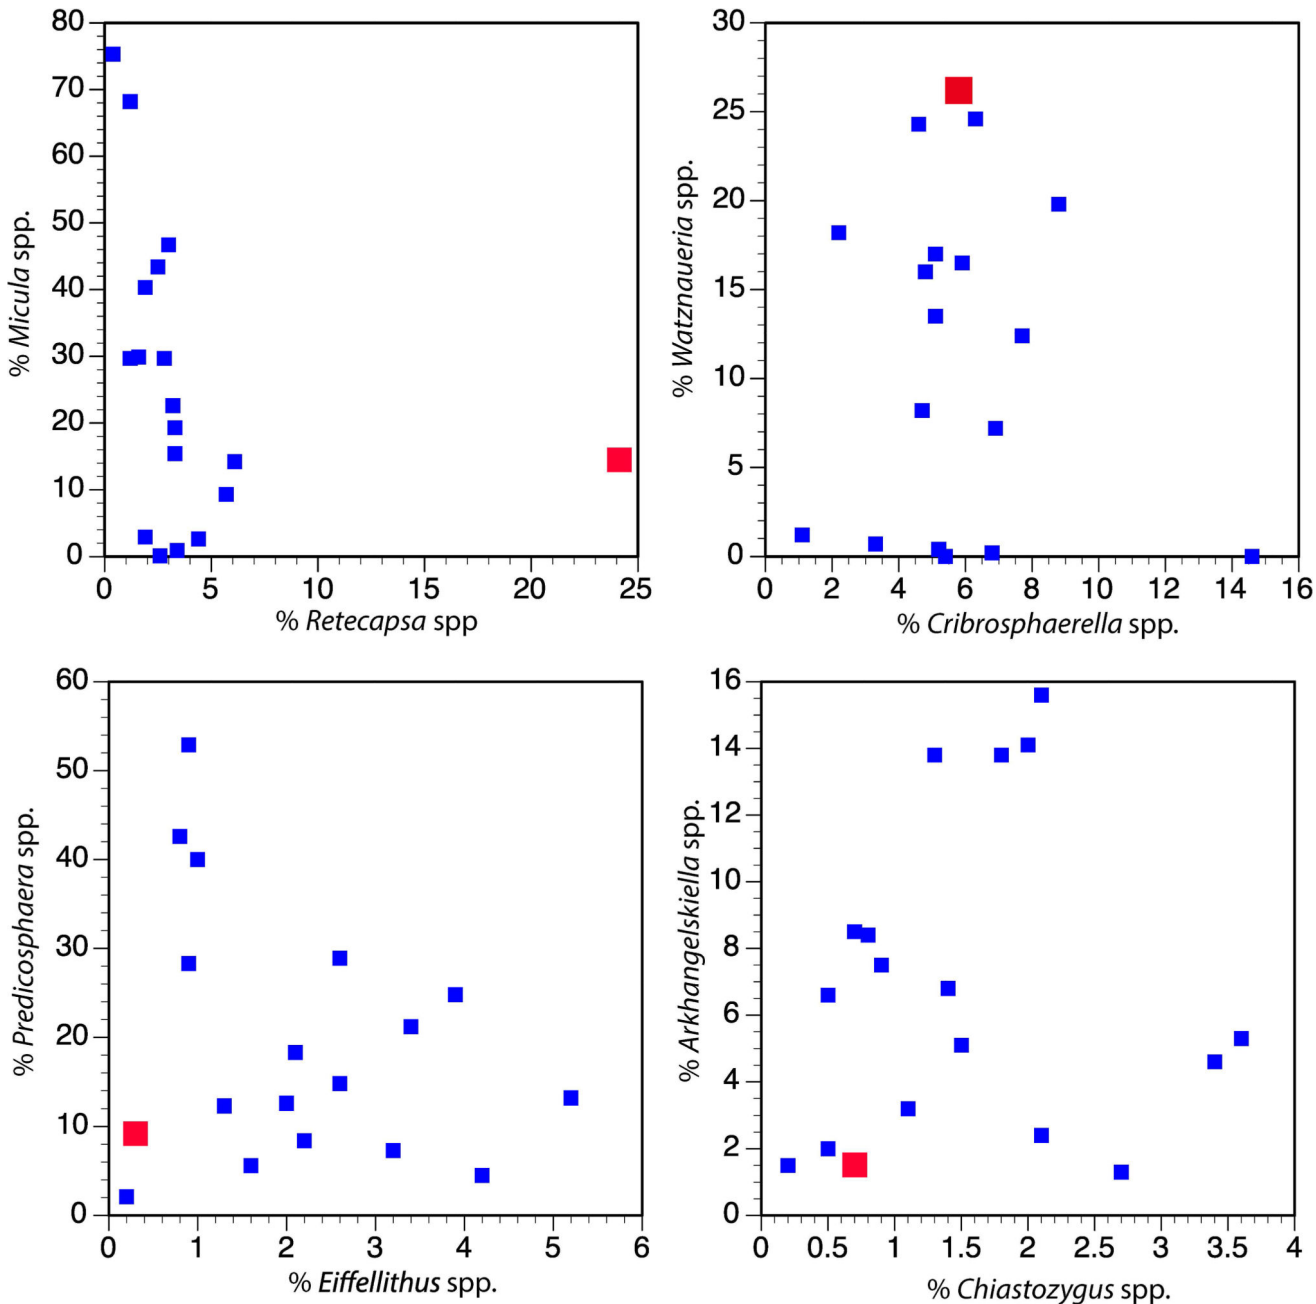 80
70
60
50
40
30
20
10
0
% Micula spp.
0 5 10 15 20 25
% Retecapsa spp
30
25
20
15
10
5
0
% Watznaueria spp.
0 2 4 6 8 10 12 14 16
% Cribrosphaerella spp.
60
50
40
30
20
10
0
% Predicosphaera spp.
0 1 2 3 4 5 6
% Eiffellithus spp.
16
14
12
10
8
6
4
2
0
% Arkhangelskiella spp.
0 0.5 1 1.5 2 2.5 3 3.5 4
% Chiastozygus spp.